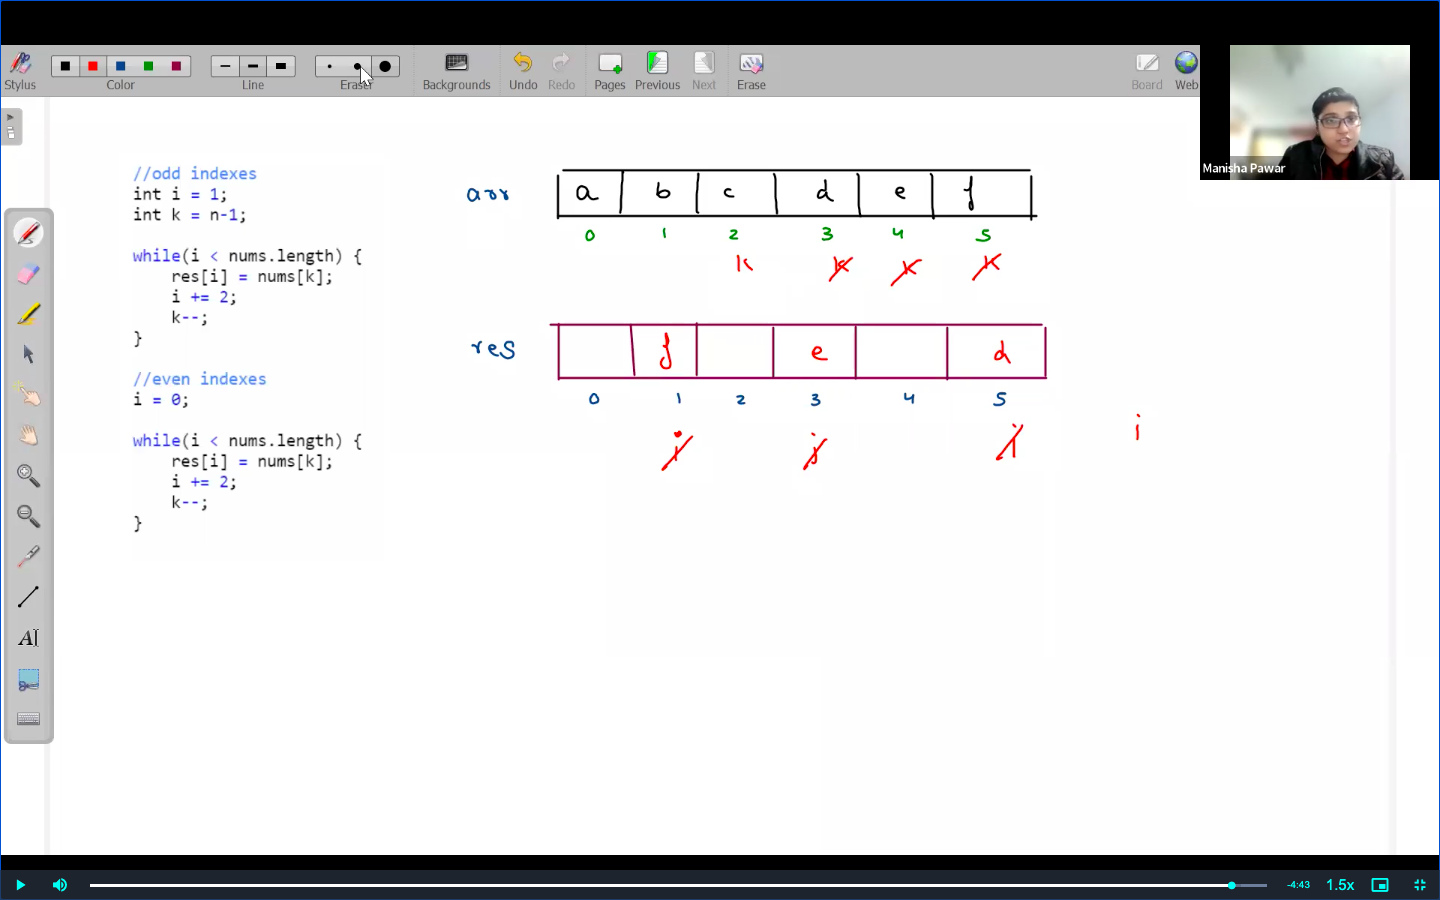 Stylus
Color
Line
Eraser
Backgrounds
Undo
Redo
Pages
Previous
Next
Erase
Board
Web
Manisha Pawar
//odd indexes
int i = 1;
int k = n-1;
while(i < nums.length) {
res[i] = nums[k];
i += 2;
k--;
}
//even indexes
i = 0;
while(i < nums.length) {
res[i] = nums[k];
i += 2;
k--;
}
arr a b c d e f
0 1 2 3 4 5
k k k k
res f e d
0 1 2 3 4 5
i i i i
AI
-4:43
1.5x